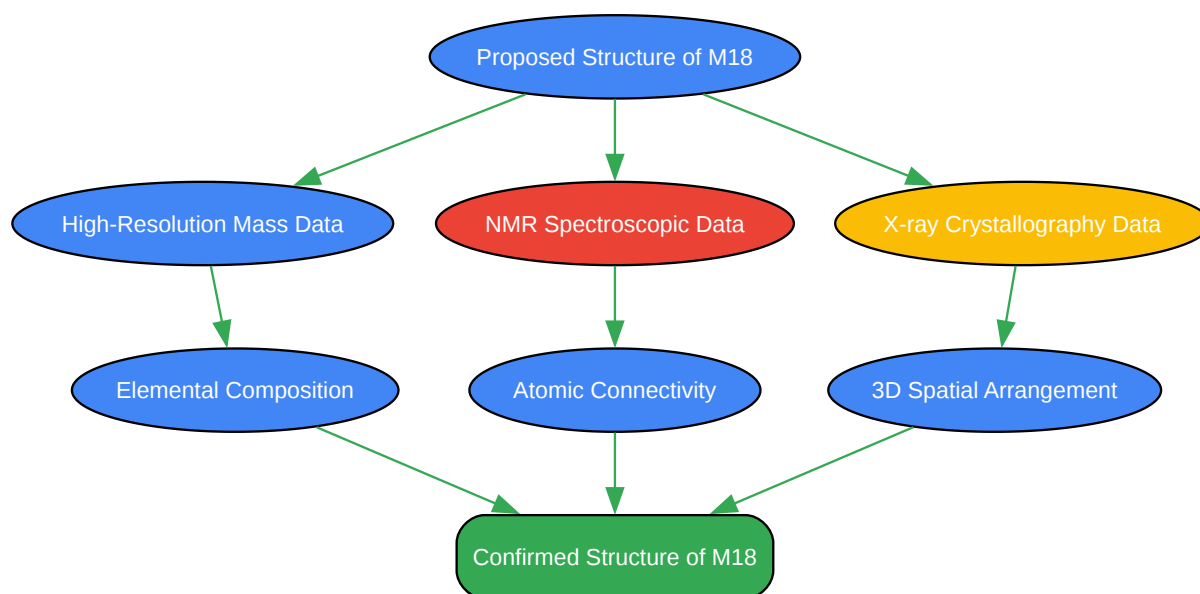 Proposed Structure of M18
High-Resolution Mass Data
NMR Spectroscopic Data
X-ray Crystallography Data
Elemental Composition
Atomic Connectivity
3D Spatial Arrangement
Confirmed Structure of M18